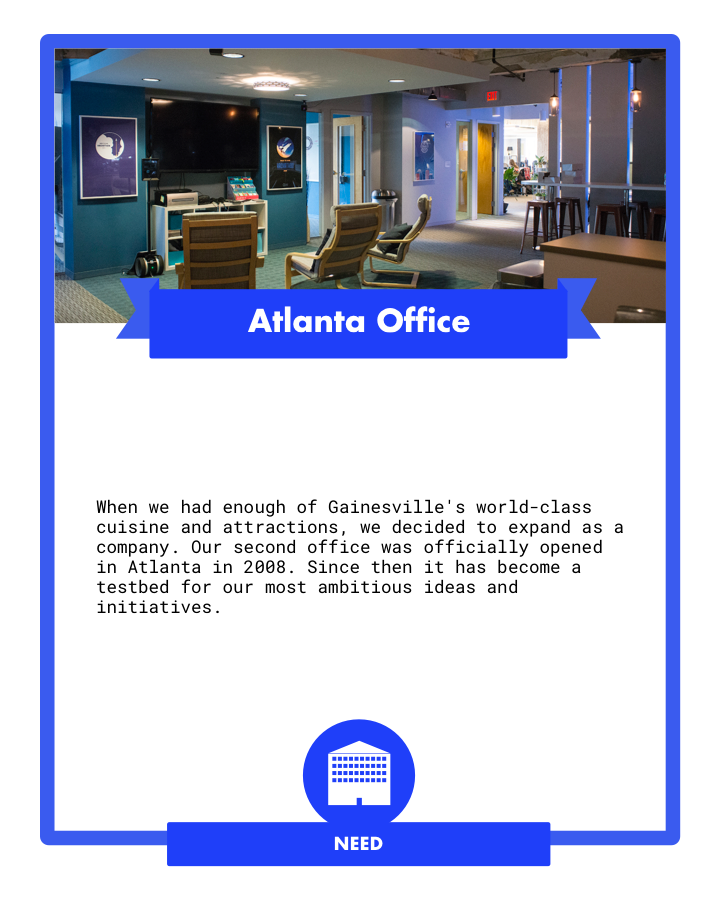 Atlanta Office
When we had enough of Gainesville's world-class
cuisine and attractions, we decided to expand as a
company. Our second office was officially opened
in Atlanta in 2008. Since then it has become a
testbed for our most ambitious ideas and
initiatives.
NEED